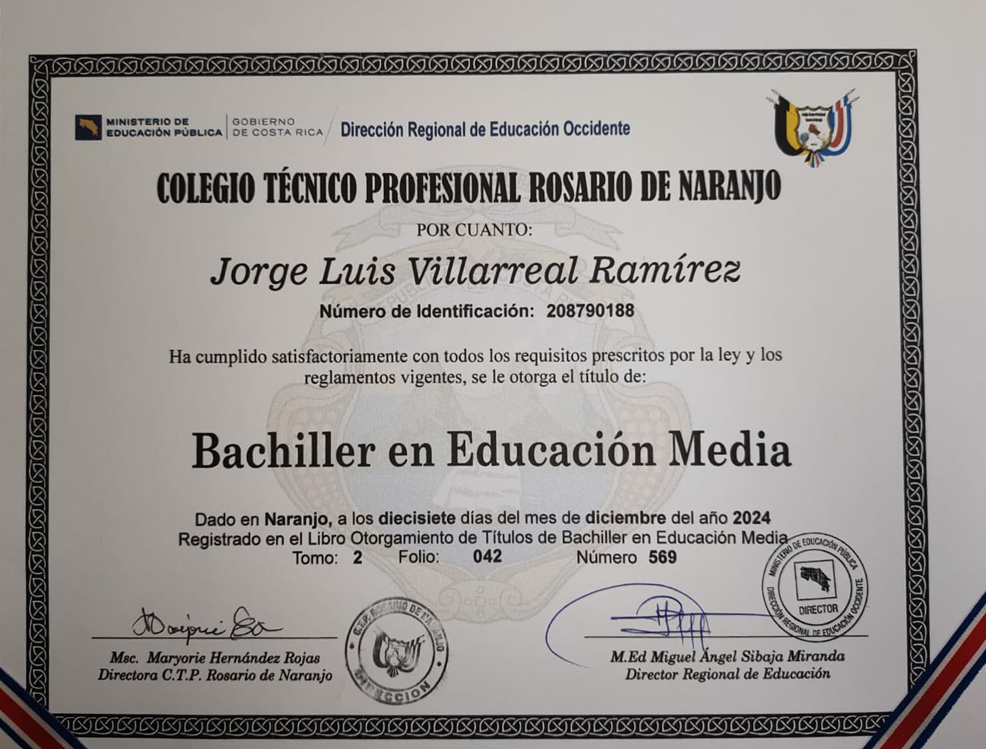 MINISTERIO DE
EDUCACIÓN PÚBLICA
GOBIERNO
DE COSTA RICA
Dirección Regional de Educación Occidente
COLEGIO TÉCNICO PROFESIONAL ROSARIO DE NARANJO
POR CUANTO:
Jorge Luis Villarreal Ramírez
Número de Identificación: 208790188
Ha cumplido satisfactoriamente con todos los requisitos prescritos por la ley y los
reglamentos vigentes, se le otorga el título de:
Bachiller en Educación Media
Dado en Naranjo, a los diecisiete días del mes de diciembre del año 2024
Registrado en el Libro Otorgamiento de Títulos de Bachiller en Educación Media
Tomo: 2 Folio: 042 Número 569
MINISTERIO DE EDUCACIÓN PÚBLICA
DIRECTOR
DIRECCIÓN REGIONAL DE EDUCACIÓN OCCIDENTE
C.T.P. ROSARIO DE NARANJO
Msc. Maryorie Hernández Rojas
Directora C.T.P. Rosario de Naranjo
M.Ed Miguel Ángel Sibaja Miranda
Director Regional de Educación